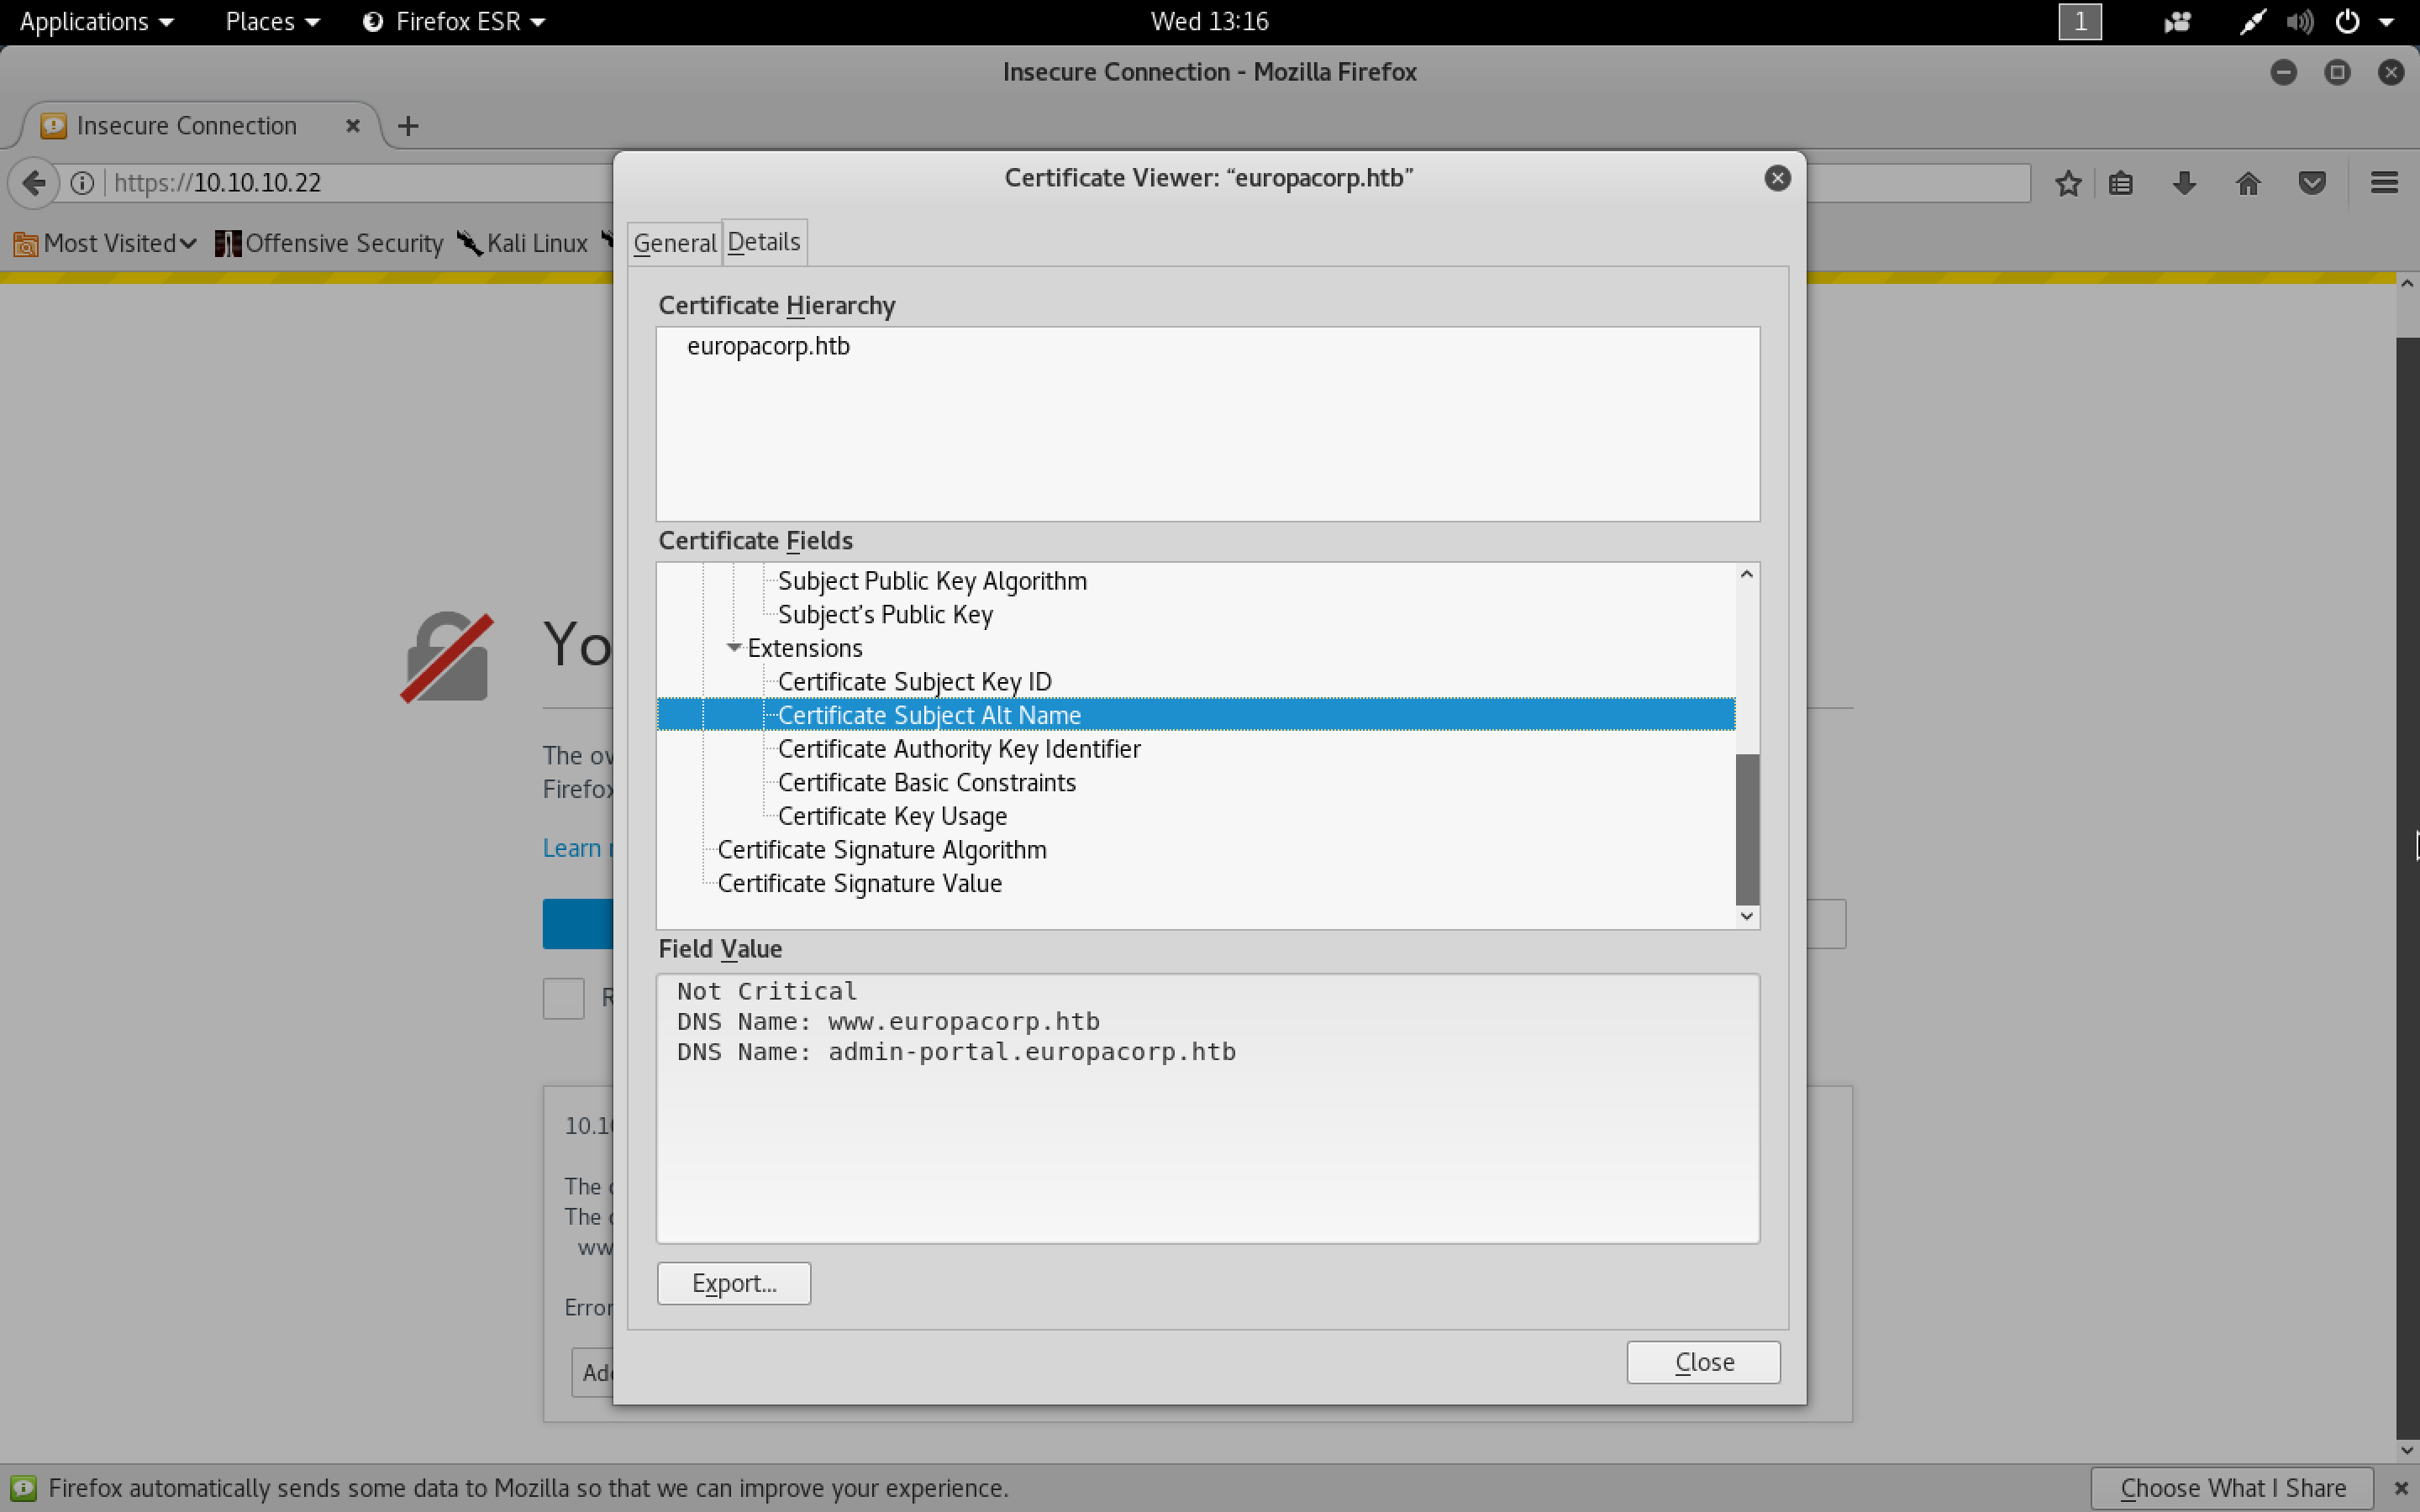 Applications Places Firefox ESR Wed 13:16 1
Insecure Connection - Mozilla Firefox
Insecure Connection
https://10.10.10.22
Most Visited Offensive Security Kali Linux
Certificate Viewer: “europacorp.htb”
General Details
Certificate Hierarchy
europacorp.htb
Certificate Fields
Subject Public Key Algorithm
Subject's Public Key
Extensions
Certificate Subject Key ID
Certificate Subject Alt Name
Certificate Authority Key Identifier
Certificate Basic Constraints
Certificate Key Usage
Certificate Signature Algorithm
Certificate Signature Value
Field Value
Not Critical
DNS Name: www.europacorp.htb
DNS Name: admin-portal.europacorp.htb
Export...
Close
Yo
The ov
Firefox
Learn
10.1
The
The
ww
Error
Ad
Firefox automatically sends some data to Mozilla so that we can improve your experience.
Choose What I Share